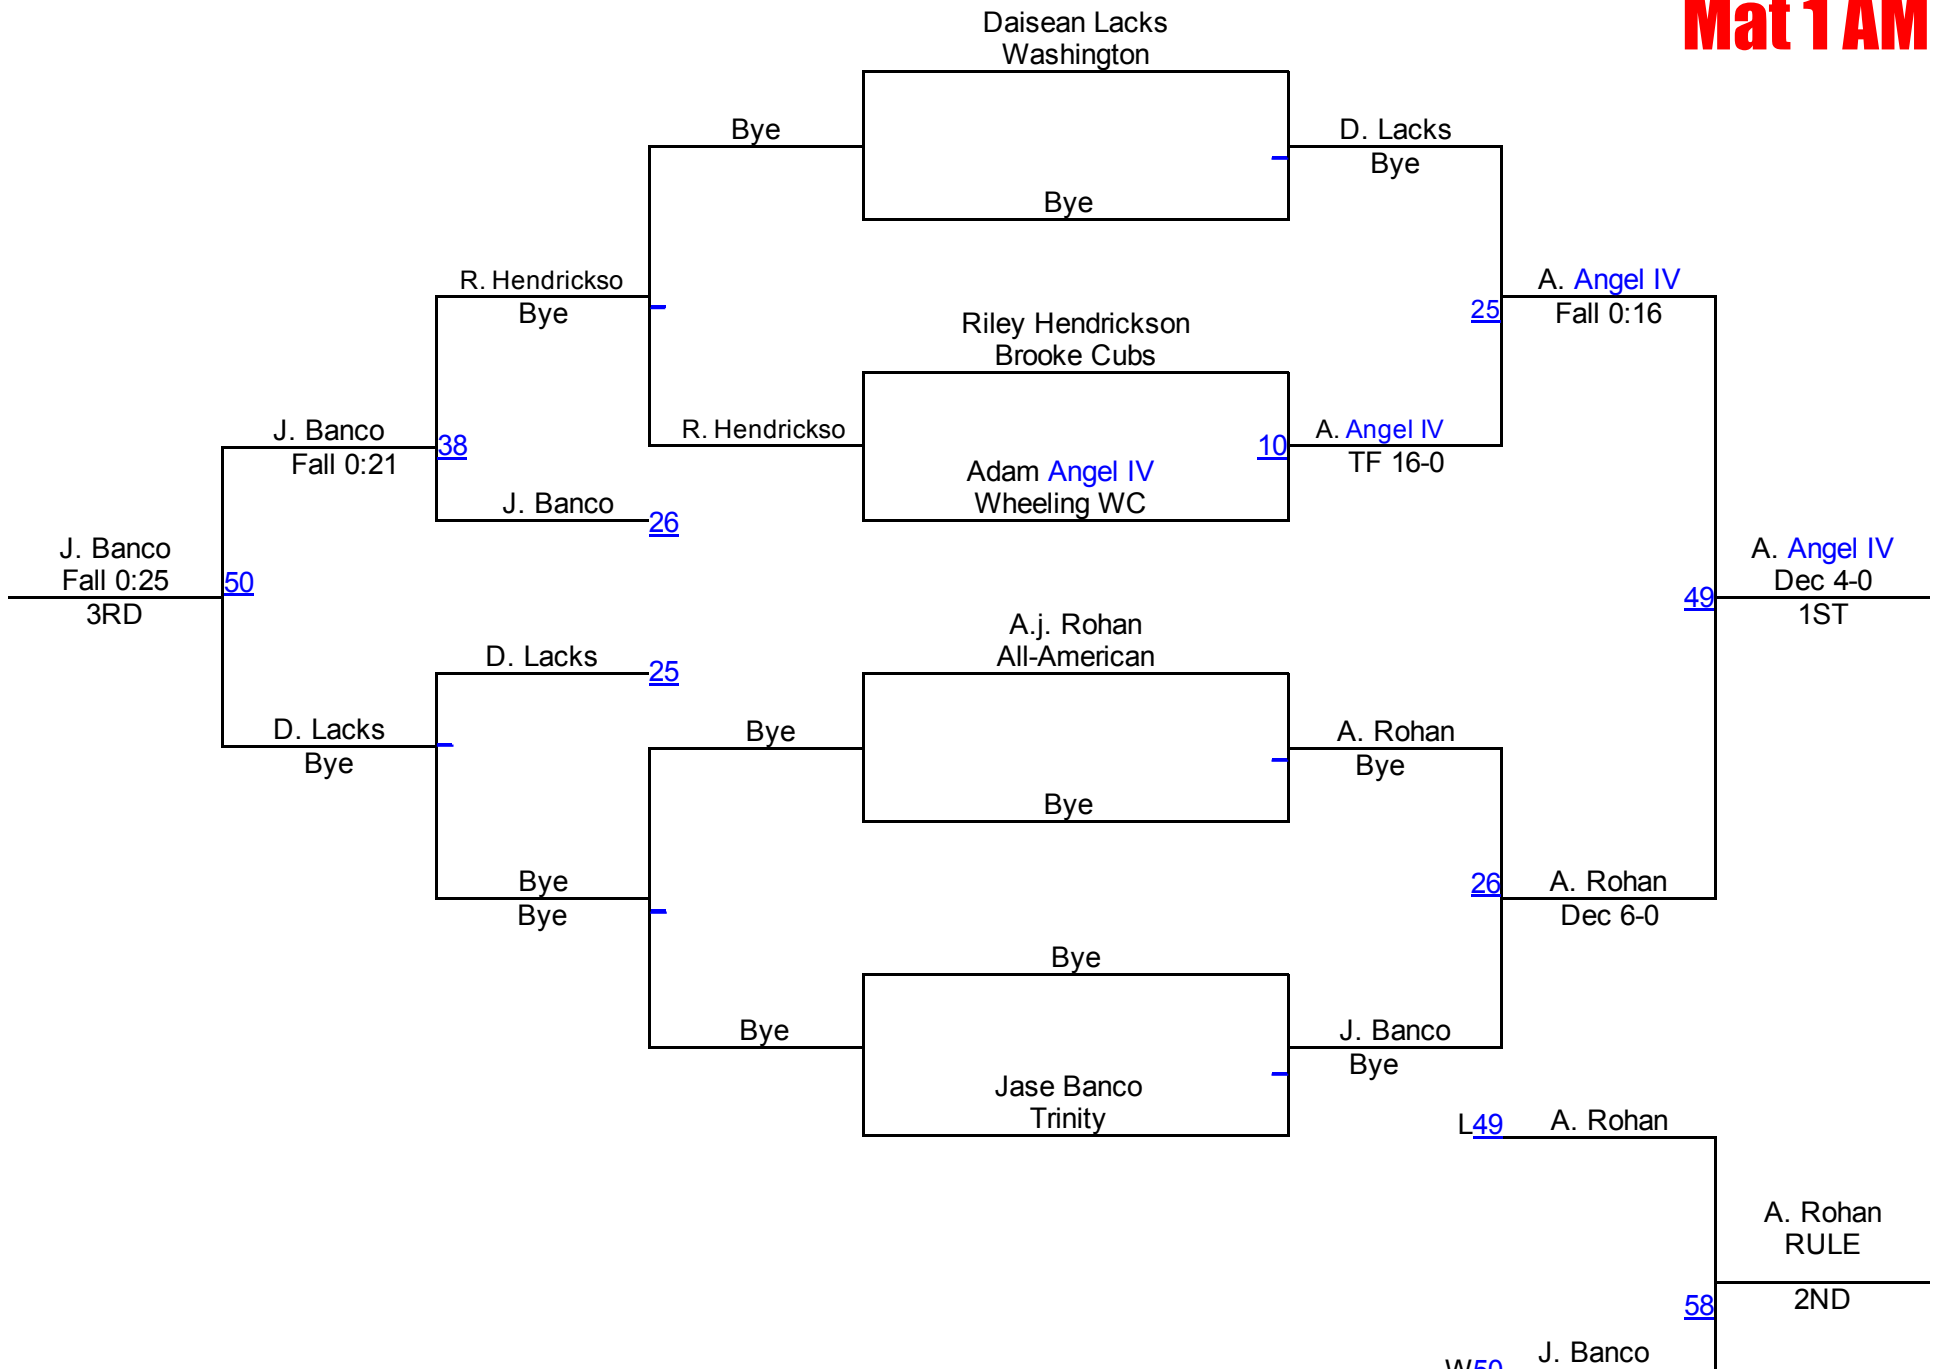 Mat 1 AM
Daisean Lacks
Washington
Bye
D. Lacks
Bye
Bye
R. Hendrickso
Bye
A. Angel IV
25
Fall 0:16
Riley Hendrickson
Brooke Cubs
J. Banco
38
Fall 0:21
R. Hendrickso
10
A. Angel IV
TF 16-0
Adam Angel IV
Wheeling WC
J. Banco
26
J. Banco
Fall 0:25
50
3RD
A. Angel IV
Dec 4-0
49
1ST
A.j. Rohan
All-American
D. Lacks
25
D. Lacks
Bye
Bye
A. Rohan
Bye
Bye
Bye
Bye
26
A. Rohan
Dec 6-0
Bye
Bye
J. Banco
Bye
Jase Banco
Trinity
L49
A. Rohan
A. Rohan
RULE
58
2ND
W50
J. Banco